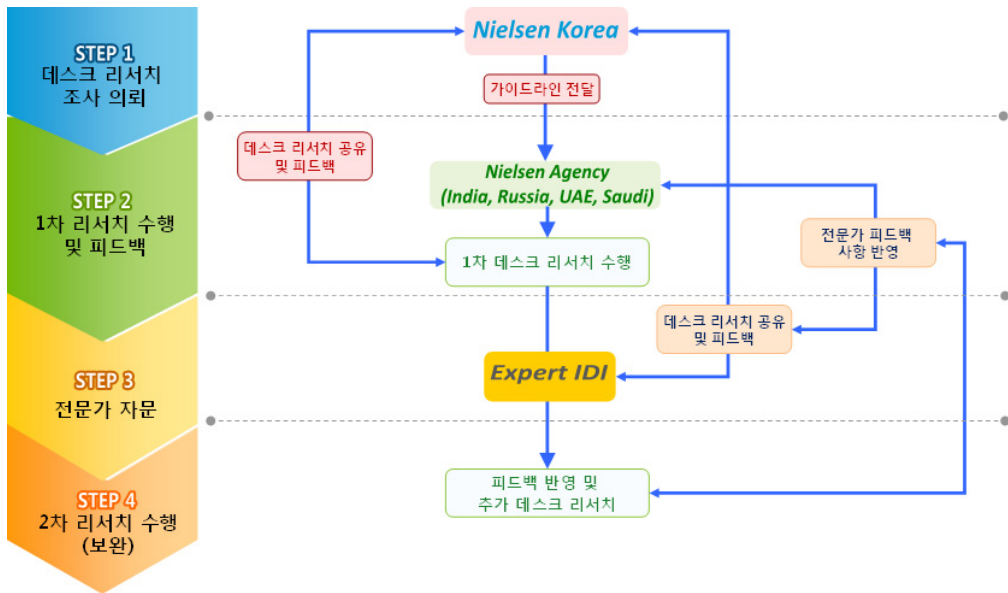 STEP 1
데스크 리서치
조사 의뢰
Nielsen Korea
가이드라인 전달
데스크 리서치 공유
및 피드백
STEP 2
1차 리서치 수행
및 피드백
Nielsen Agency
(India, Russia, UAE, Saudi)
1차 데스크 리서치 수행
전문가 피드백
사항 반영
데스크 리서치 공유
및 피드백
STEP 3
전문가 자문
Expert IDI
STEP 4
2차 리서치 수행
(보완)
피드백 반영 및
추가 데스크 리서치